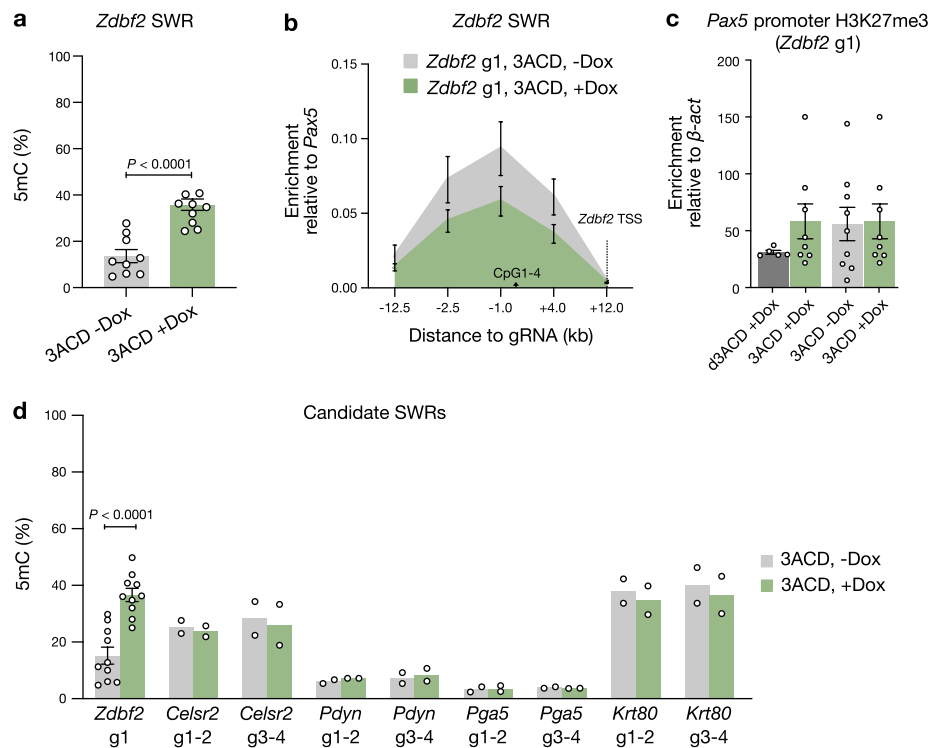 a
Zdbf2 SWR
5mC (%)
100
80
60
40
20
0
P < 0.0001
3ACD -Dox
3ACD +Dox
b
Zdbf2 SWR
Zdbf2 g1, 3ACD, -Dox
Zdbf2 g1, 3ACD, +Dox
Enrichment
relative to Pax5
0.15
0.10
0.05
0.00
Zdbf2 TSS
CpG1-4
-12.5
-2.5
-1.0
+4.0
+12.0
Distance to gRNA (kb)
c
Pax5 promoter H3K27me3
(Zdbf2 g1)
Enrichment
relative to β-act
200
150
100
50
0
d3ACD +Dox
3ACD +Dox
3ACD -Dox
3ACD +Dox
d
Candidate SWRs
5mC (%)
100
80
60
40
20
0
P < 0.0001
3ACD, -Dox
3ACD, +Dox
Zdbf2
g1
Celsr2
g1-2
Celsr2
g3-4
Pdyn
g1-2
Pdyn
g3-4
Pga5
g1-2
Pga5
g3-4
Krt80
g1-2
Krt80
g3-4